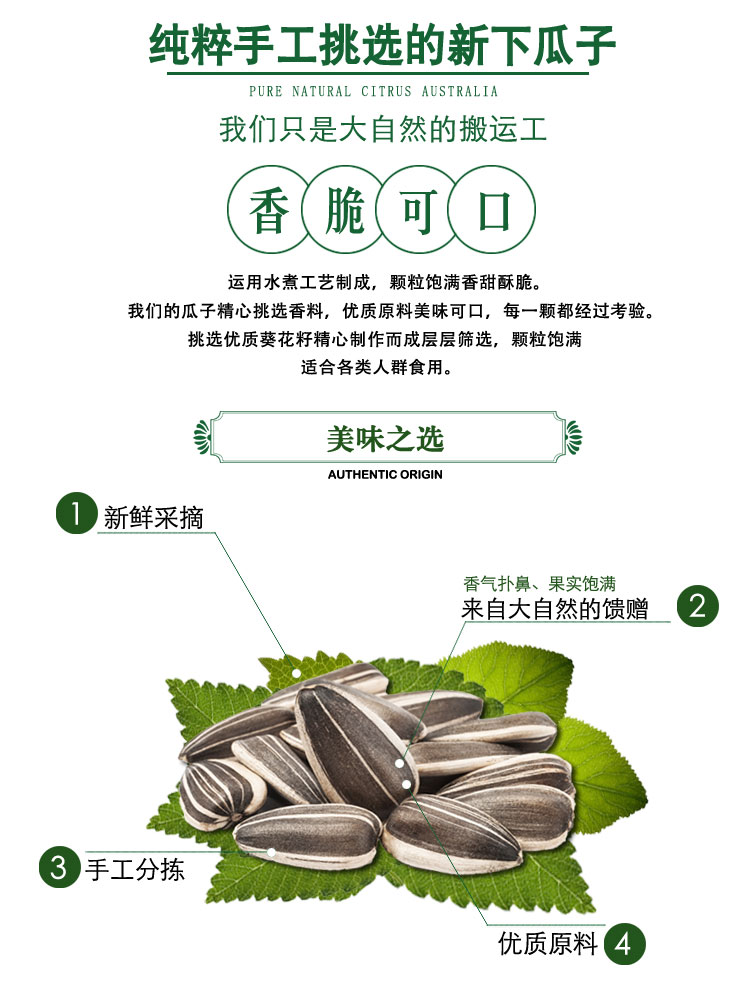 纯粹手工挑选的新下瓜子
PURE NATURAL CITRUS AUSTRALIA
我们只是大自然的搬运工
香脆可口
运用水煮工艺制成，颗粒饱满香甜酥脆。
我们的瓜子精心挑选香料，优质原料美味可口，每一颗都经过考验。
挑选优质葵花籽精心制作而成层层筛选，颗粒饱满
适合各类人群食用。
美味之选
AUTHENTIC ORIGIN
1 新鲜采摘
香气扑鼻、果实饱满
来自大自然的馈赠 2
3 手工分拣
优质原料 4